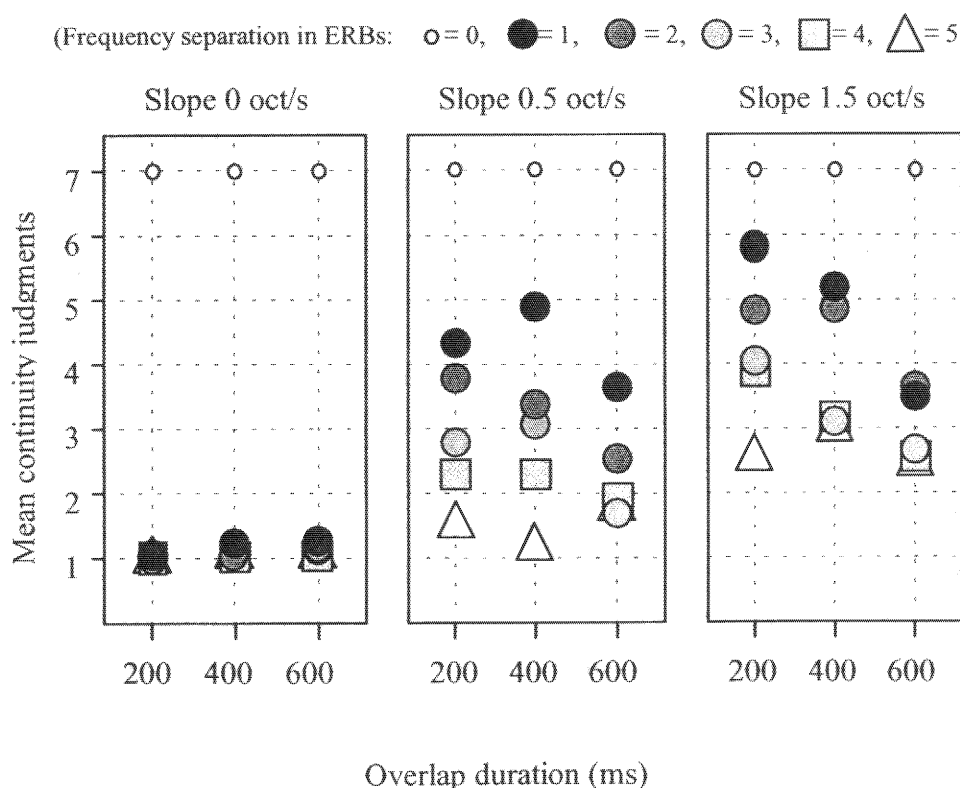 (Frequency separation in ERBs: = 0, = 1, = 2, = 3, = 4, = 5
Slope 0 oct/s Slope 0.5 oct/s Slope 1.5 oct/s
Mean continuity judgments
7
6
5
4
3
2
1
200 400 600 200 400 600 200 400 600
Overlap duration (ms)